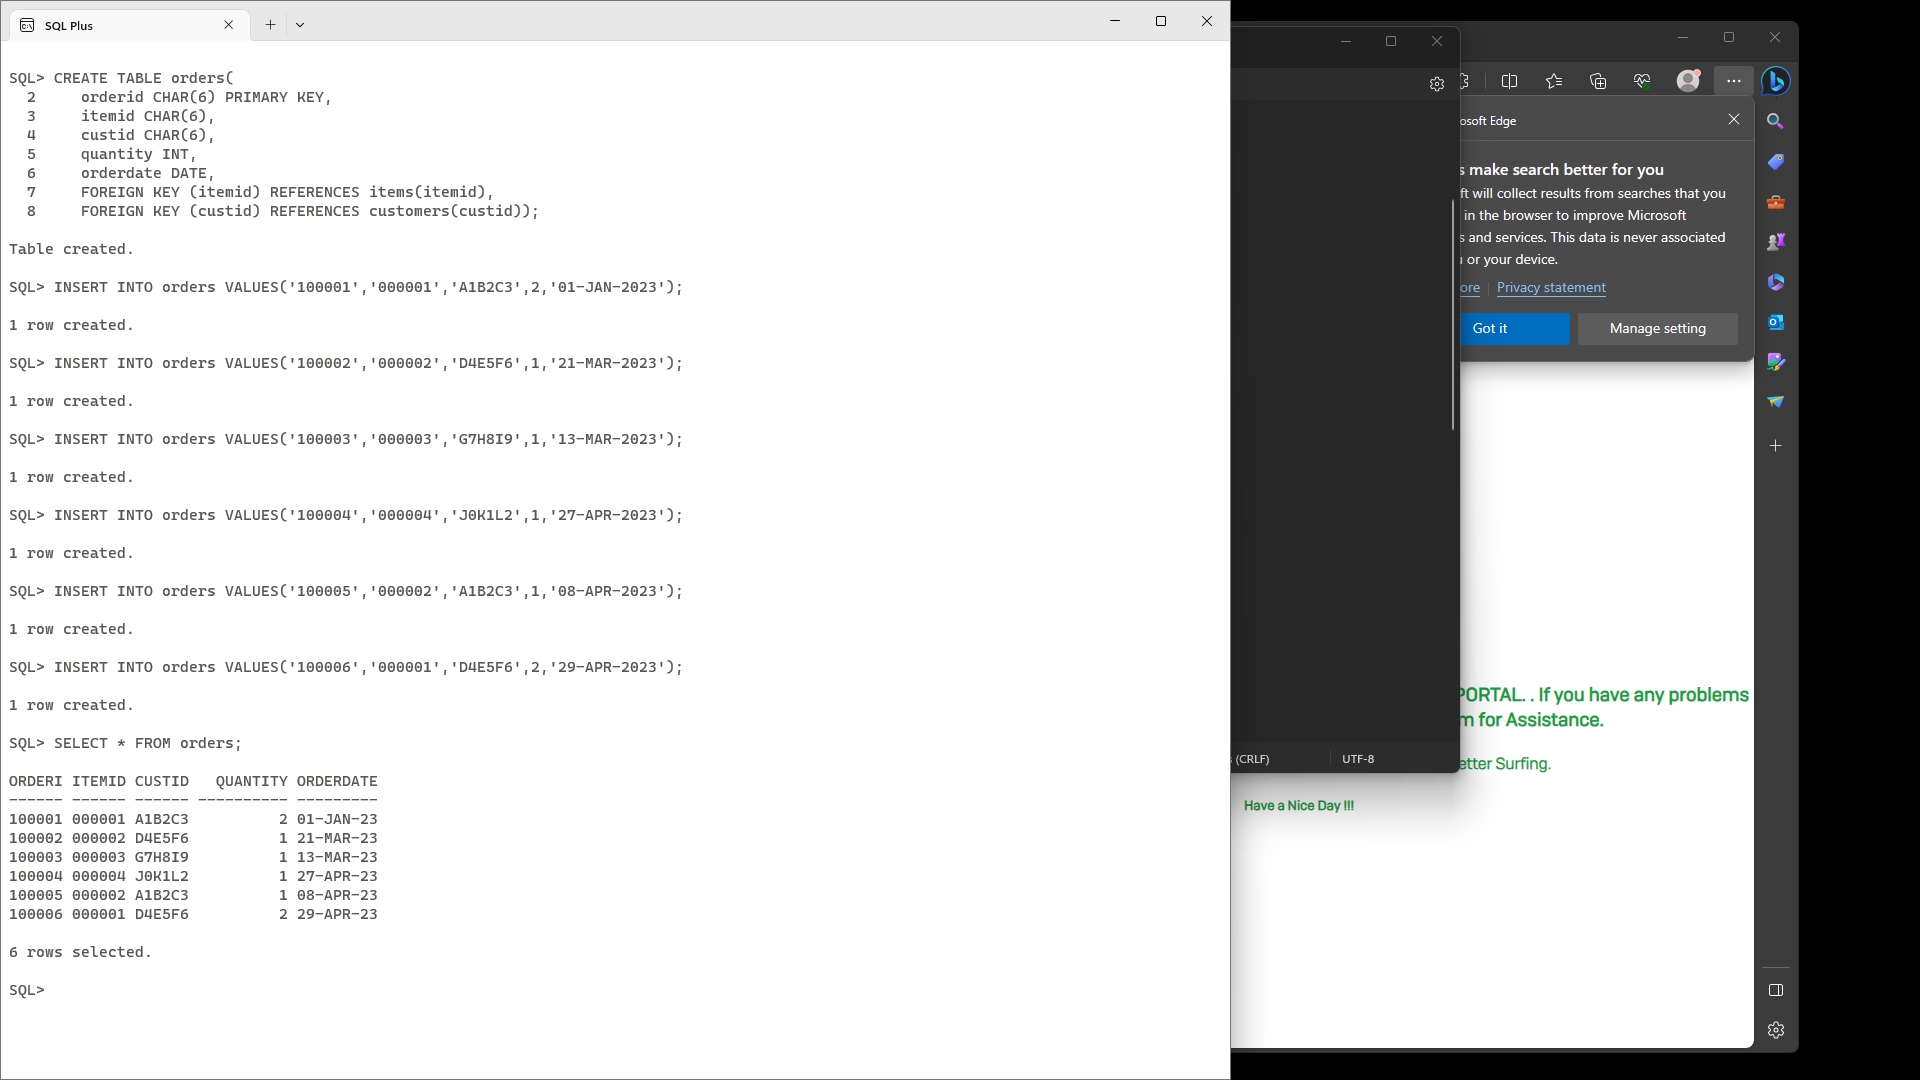 SQL Plus
SQL> CREATE TABLE orders(
2 orderid CHAR(6) PRIMARY KEY,
3 itemid CHAR(6),
4 custid CHAR(6),
5 quantity INT,
6 orderdate DATE,
7 FOREIGN KEY (itemid) REFERENCES items(itemid),
8 FOREIGN KEY (custid) REFERENCES customers(custid));
Table created.
SQL> INSERT INTO orders VALUES('100001','000001','A1B2C3',2,'01-JAN-2023');
1 row created.
SQL> INSERT INTO orders VALUES('100002','000002','D4E5F6',1,'21-MAR-2023');
1 row created.
SQL> INSERT INTO orders VALUES('100003','000003','G7H8I9',1,'13-MAR-2023');
1 row created.
SQL> INSERT INTO orders VALUES('100004','000004','J0K1L2',1,'27-APR-2023');
1 row created.
SQL> INSERT INTO orders VALUES('100005','000002','A1B2C3',1,'08-APR-2023');
1 row created.
SQL> INSERT INTO orders VALUES('100006','000001','D4E5F6',2,'29-APR-2023');
1 row created.
SQL> SELECT * FROM orders;
ORDERI ITEMID CUSTID QUANTITY ORDERDATE
------ ------ ------ ---------- ---------
100001 000001 A1B2C3 2 01-JAN-23
100002 000002 D4E5F6 1 21-MAR-23
100003 000003 G7H8I9 1 13-MAR-23
100004 000004 J0K1L2 1 27-APR-23
100005 000002 A1B2C3 1 08-APR-23
100006 000001 D4E5F6 2 29-APR-23
6 rows selected.
SQL>
(CRLF) UTF-8
osoft Edge
s make search better for you
ft will collect results from searches that you
in the browser to improve Microsoft
s and services. This data is never associated
or your device.
ore | Privacy statement
Got it Manage setting
PORTAL. . If you have any problems
m for Assistance.
etter Surfing.
Have a Nice Day !!!